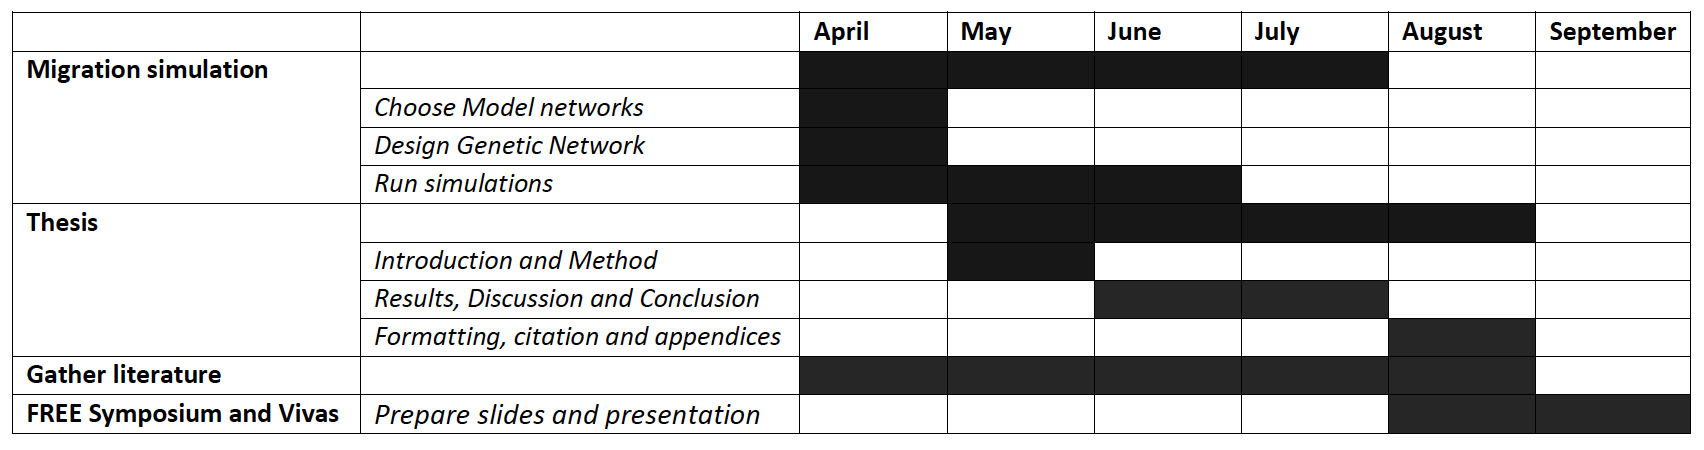 April May June July August September
Migration simulation
Choose Model networks
Design Genetic Network
Run simulations
Thesis
Introduction and Method
Results, Discussion and Conclusion
Formatting, citation and appendices
Gather literature
FREE Symposium and Vivas Prepare slides and presentation